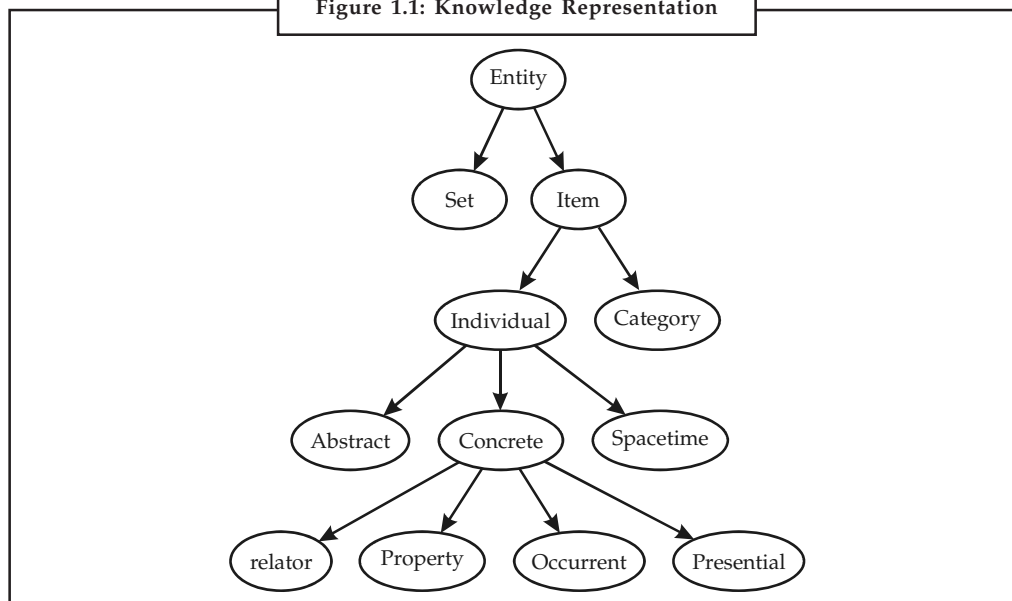 Figure 1.1: Knowledge Representation
Entity
Set Item
Individual Category
Abstract Concrete Spacetime
relator Property Occurrent Presential